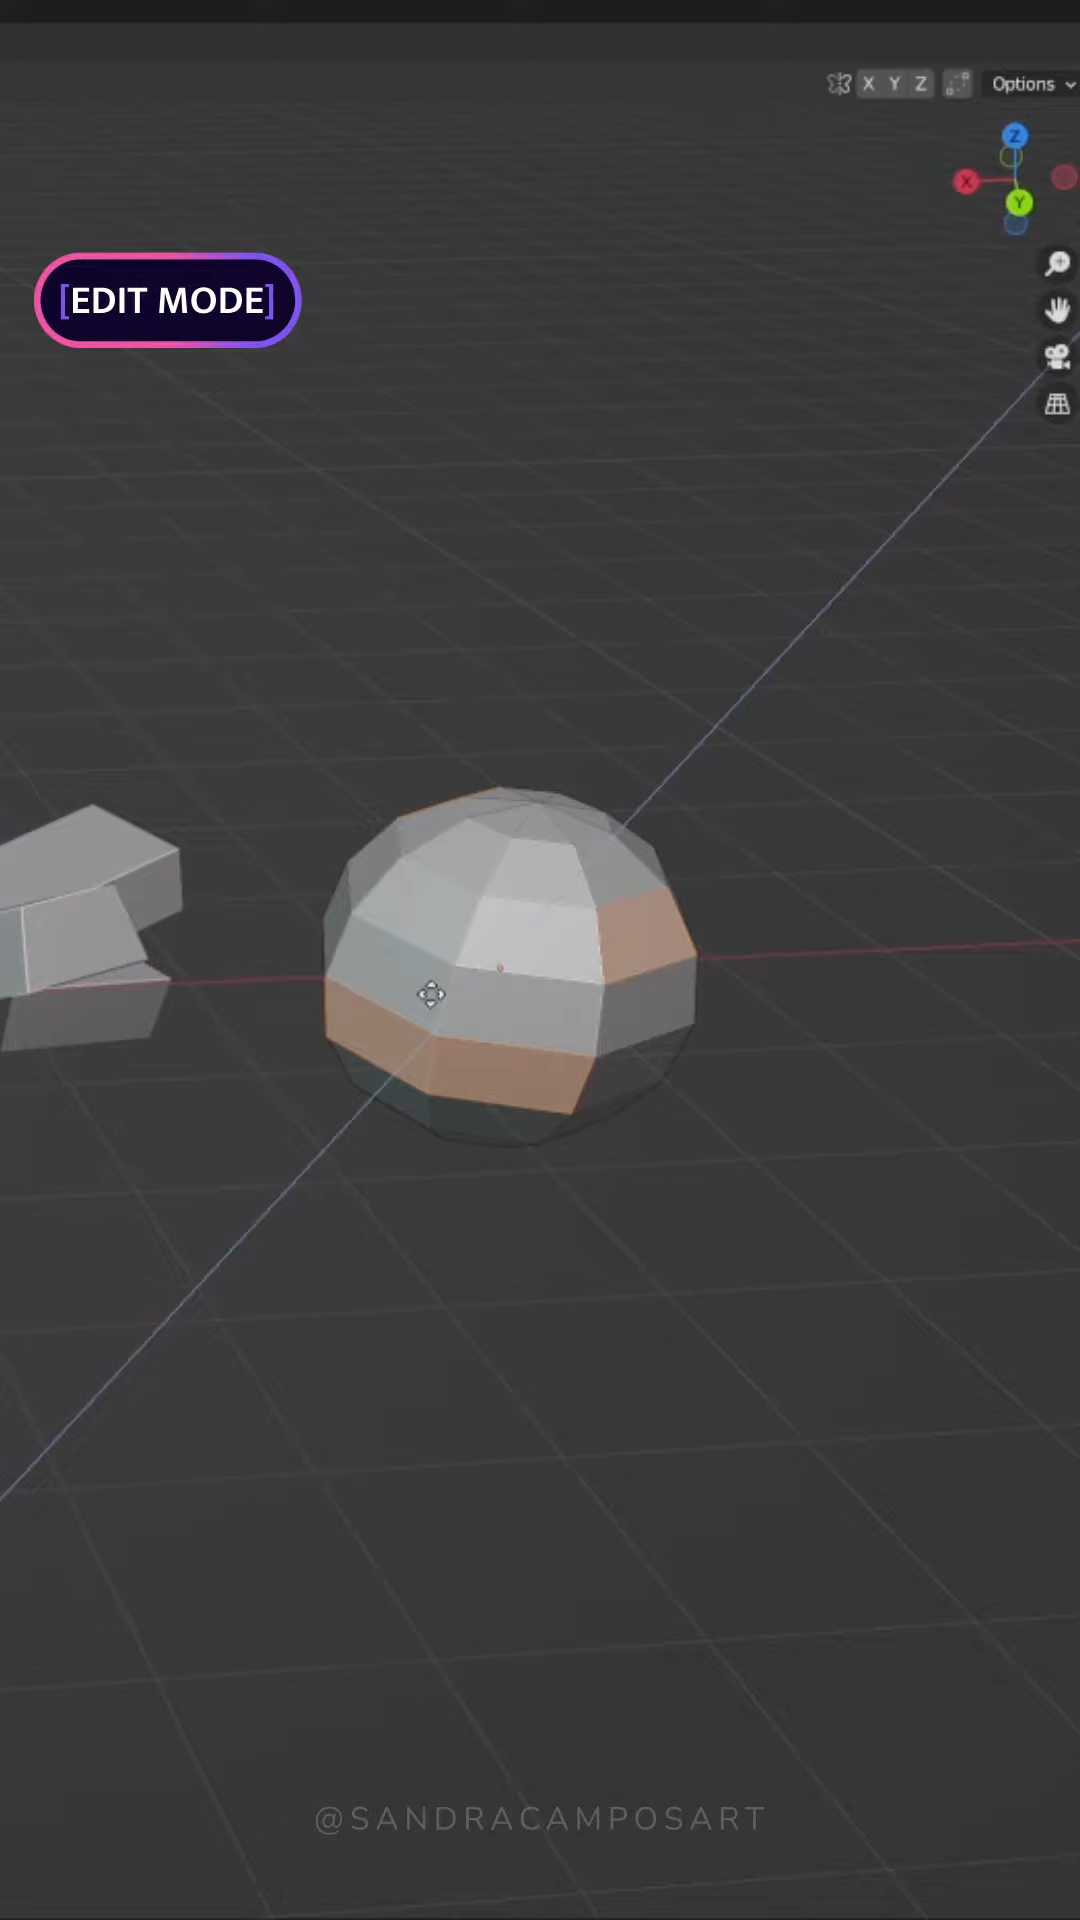 X Y Z Options
Z
X
Y
[EDIT MODE]
@SANDRACAMPOSART